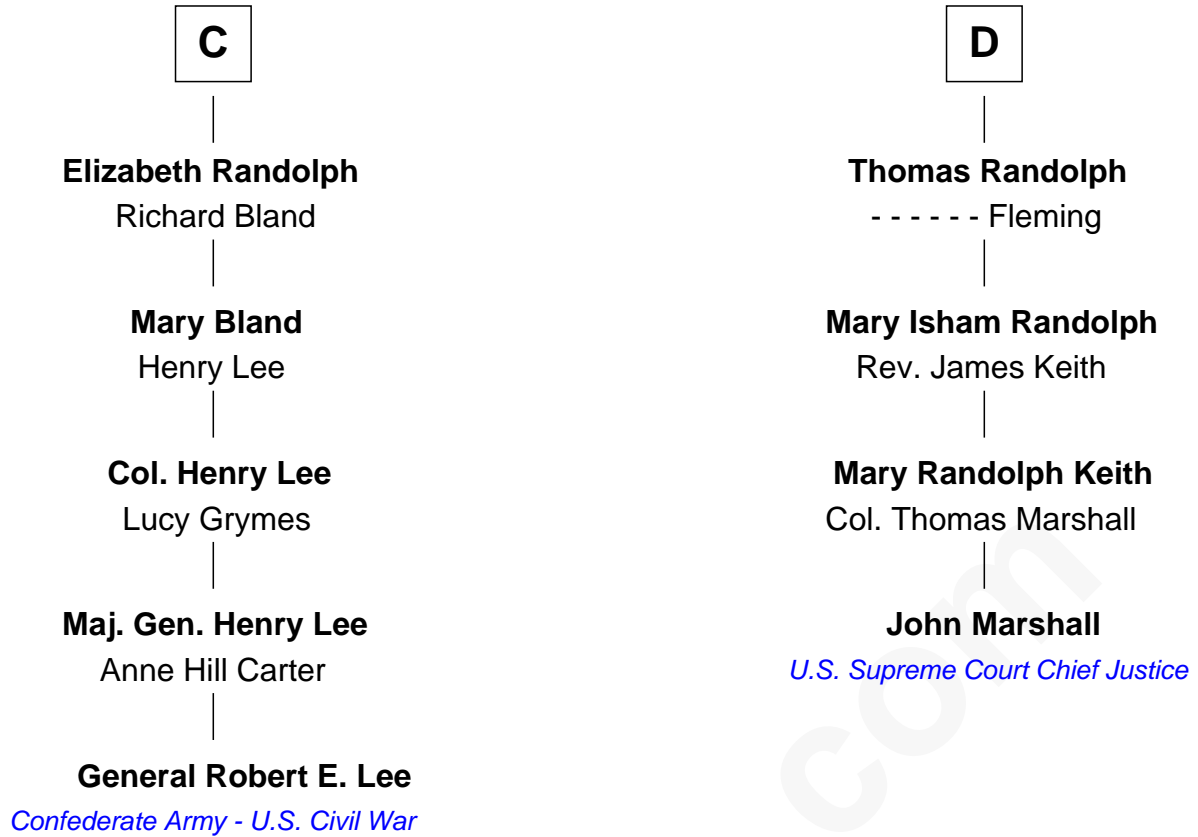 C
Elizabeth Randolph
Richard Bland
Mary Bland
Henry Lee
Col. Henry Lee
Lucy Grymes
Maj. Gen. Henry Lee
Anne Hill Carter
General Robert E. Lee
Confederate Army - U.S. Civil War
D
Thomas Randolph
- - - - - - Fleming
Mary Isham Randolph
Rev. James Keith
Mary Randolph Keith
Col. Thomas Marshall
John Marshall
U.S. Supreme Court Chief Justice
com